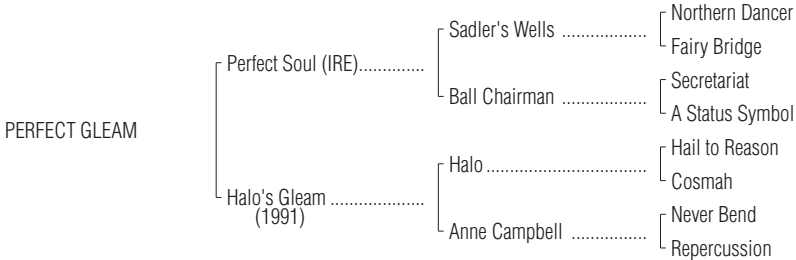 Northern Dancer
Sadler's Wells .................
Fairy Bridge
Perfect Soul (IRE)..............
Secretariat
Ball Chairman .................
A Status Symbol
PERFECT GLEAM
Hail to Reason
Halo ................................
Cosmah
Halo's Gleam ...................
(1991)
Never Bend
Anne Campbell ...............
Repercussion